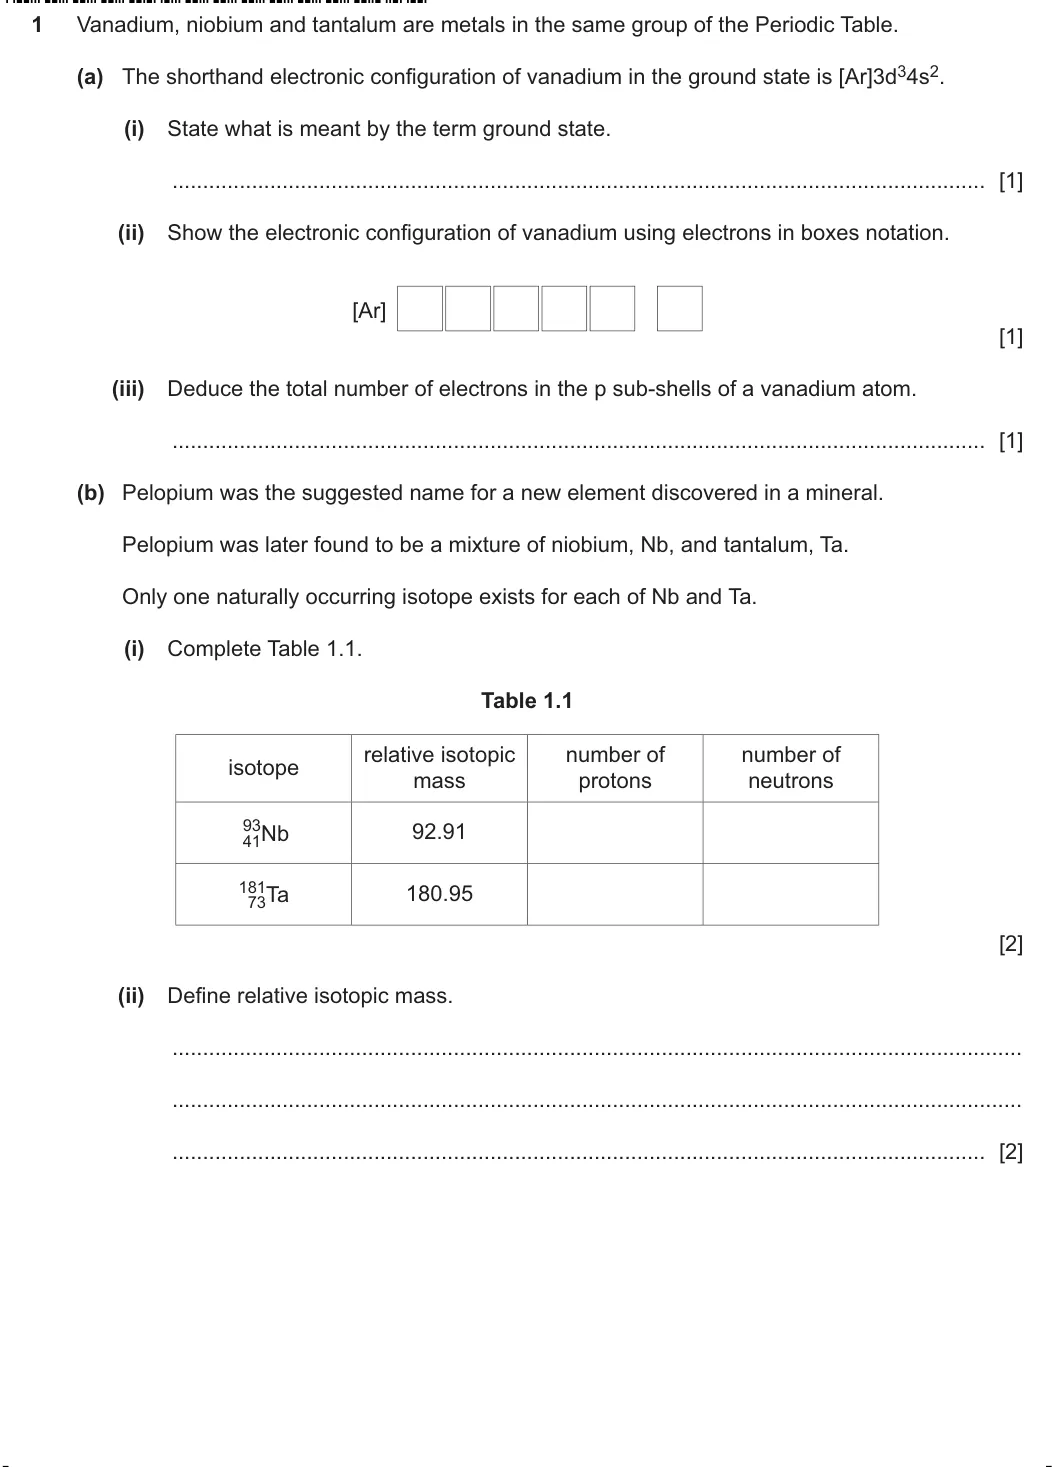 1 Vanadium, niobium and tantalum are metals in the same group of the Periodic Table.
(a) The shorthand electronic configuration of vanadium in the ground state is [Ar]3d³4s².
(i) State what is meant by the term ground state.
.................................................................................................................................... [1]
(ii) Show the electronic configuration of vanadium using electrons in boxes notation.
[Ar]
[1]
(iii) Deduce the total number of electrons in the p sub-shells of a vanadium atom.
.................................................................................................................................... [1]
(b) Pelopium was the suggested name for a new element discovered in a mineral.
Pelopium was later found to be a mixture of niobium, Nb, and tantalum, Ta.
Only one naturally occurring isotope exists for each of Nb and Ta.
(i) Complete Table 1.1.
Table 1.1
isotope relative isotopic mass number of protons number of neutrons
⁹³₄₁Nb 92.91
¹⁸¹₇₃Ta 180.95
[2]
(ii) Define relative isotopic mass.
..........................................................................................................................................
..........................................................................................................................................
.................................................................................................................................... [2]